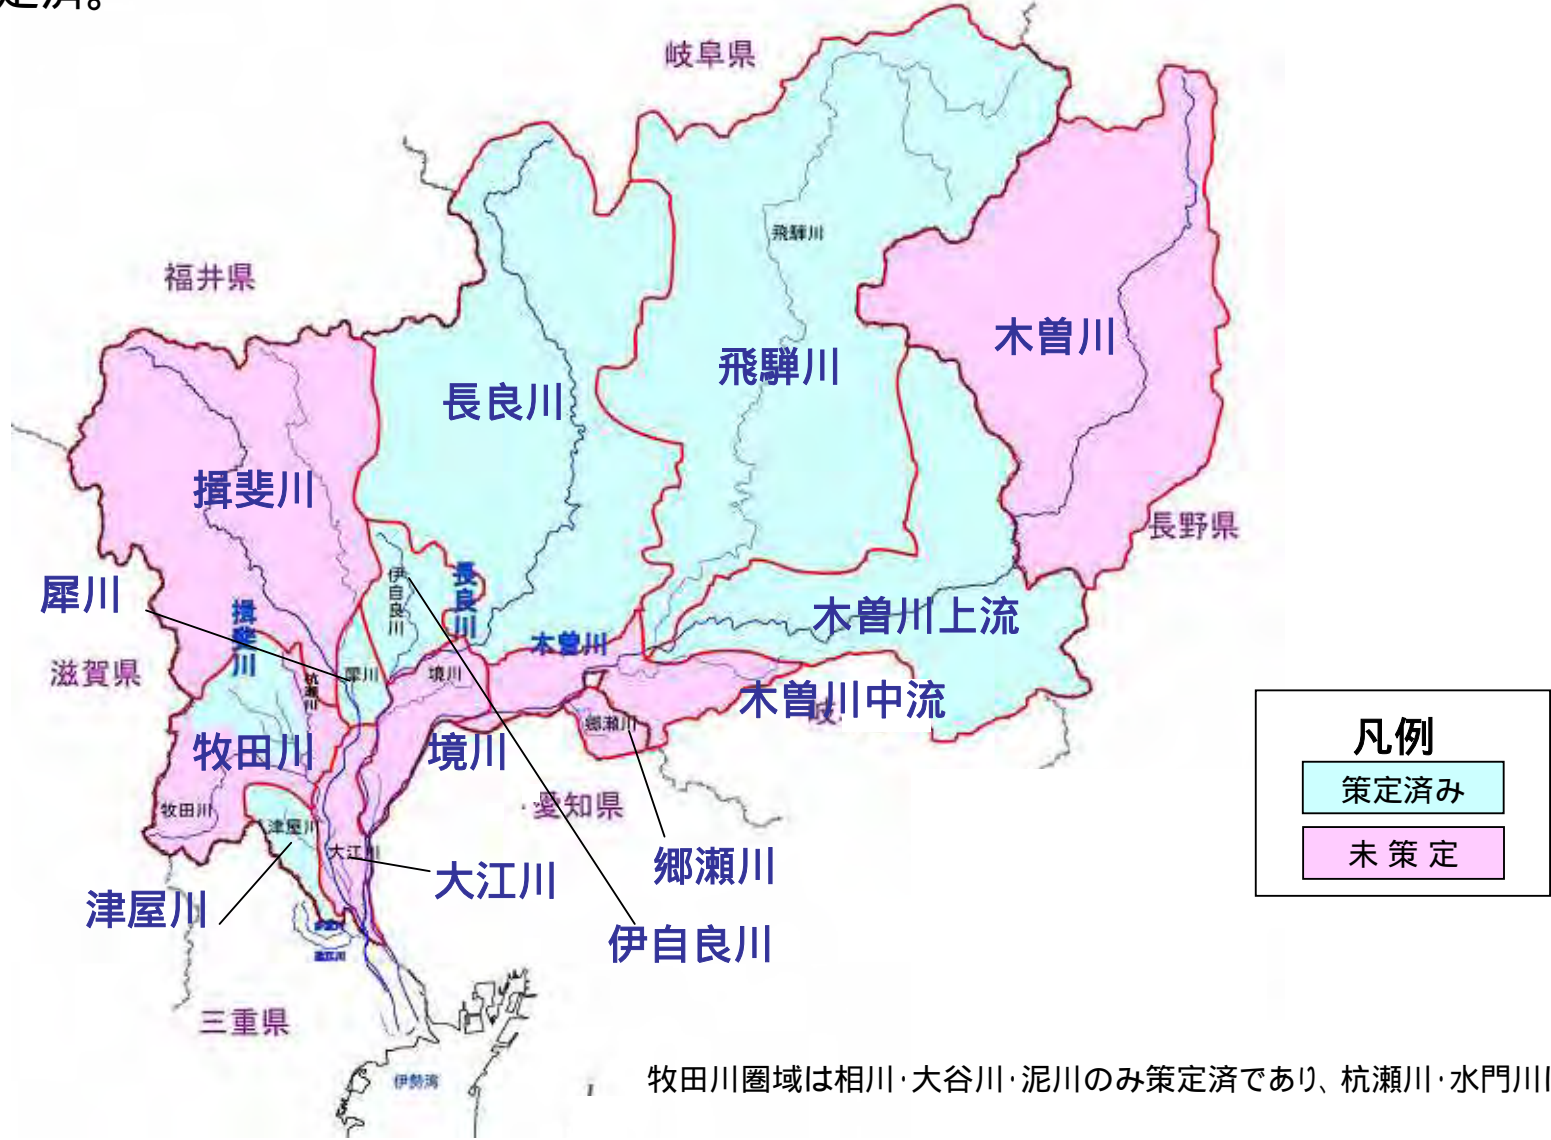 定済。
岐阜県
飛騨川
福井県
木曽川
飛騨川
長良川
揖斐川
長野県
伊自良川
長良川
犀川
揖斐川
木曽川上流
木曽川
滋賀県
杭瀬川
犀川
境川
木曽川中流
岐
郷瀬川
凡例
牧田川
境川
策定済み
牧田川
愛知県
津屋川
未策定
大江川
郷瀬川
大江川
津屋川
伊自良川
三重県
伊勢湾
牧田川圏域は相川・大谷川・泥川のみ策定済であり、杭瀬川・水門川